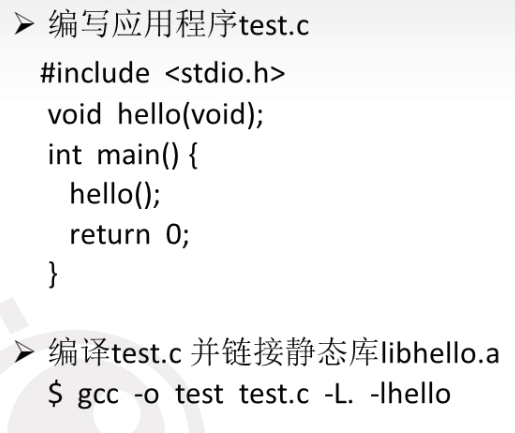 ➢ 编写应用程序test.c
#include <stdio.h>
void hello(void);
int main() {
hello();
return 0;
}
➢ 编译test.c 并链接静态库libhello.a
$ gcc -o test test.c -L. -lhello